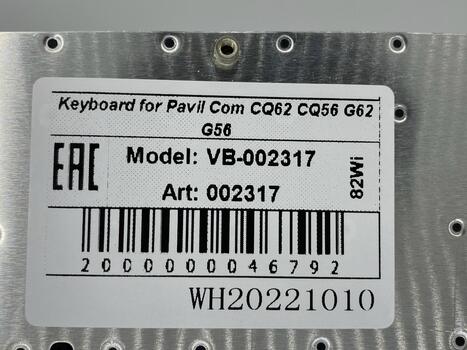 Keyboard for Pavil Com CQ62 CQ56 G62
G56
EAC
Model: VB-002317
Art: 002317
82Wi
2000000046792
WH20221010